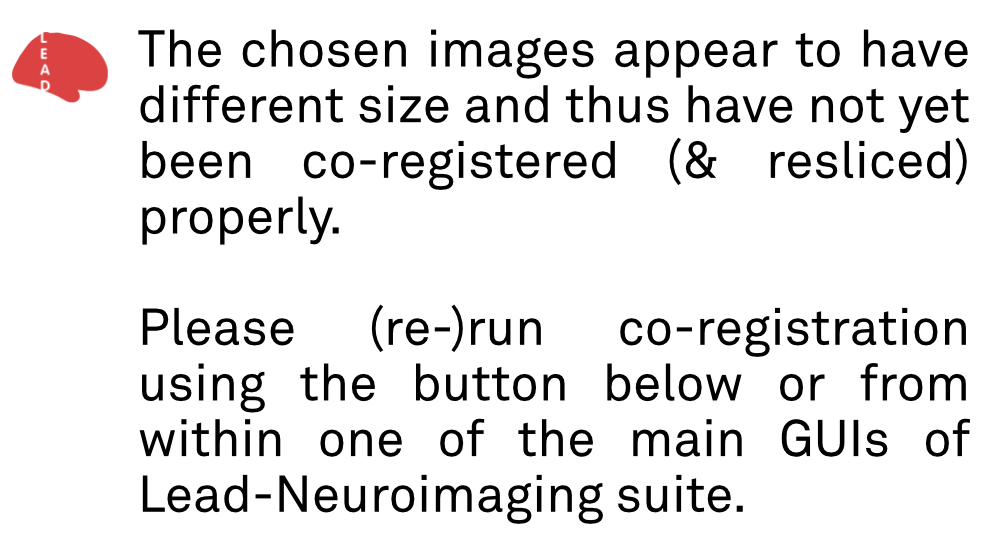 LEAD
The chosen images appear to have
different size and thus have not yet
been co-registered (& resliced)
properly.
Please (re-)run co-registration
using the button below or from
within one of the main GUIs of
Lead-Neuroimaging suite.